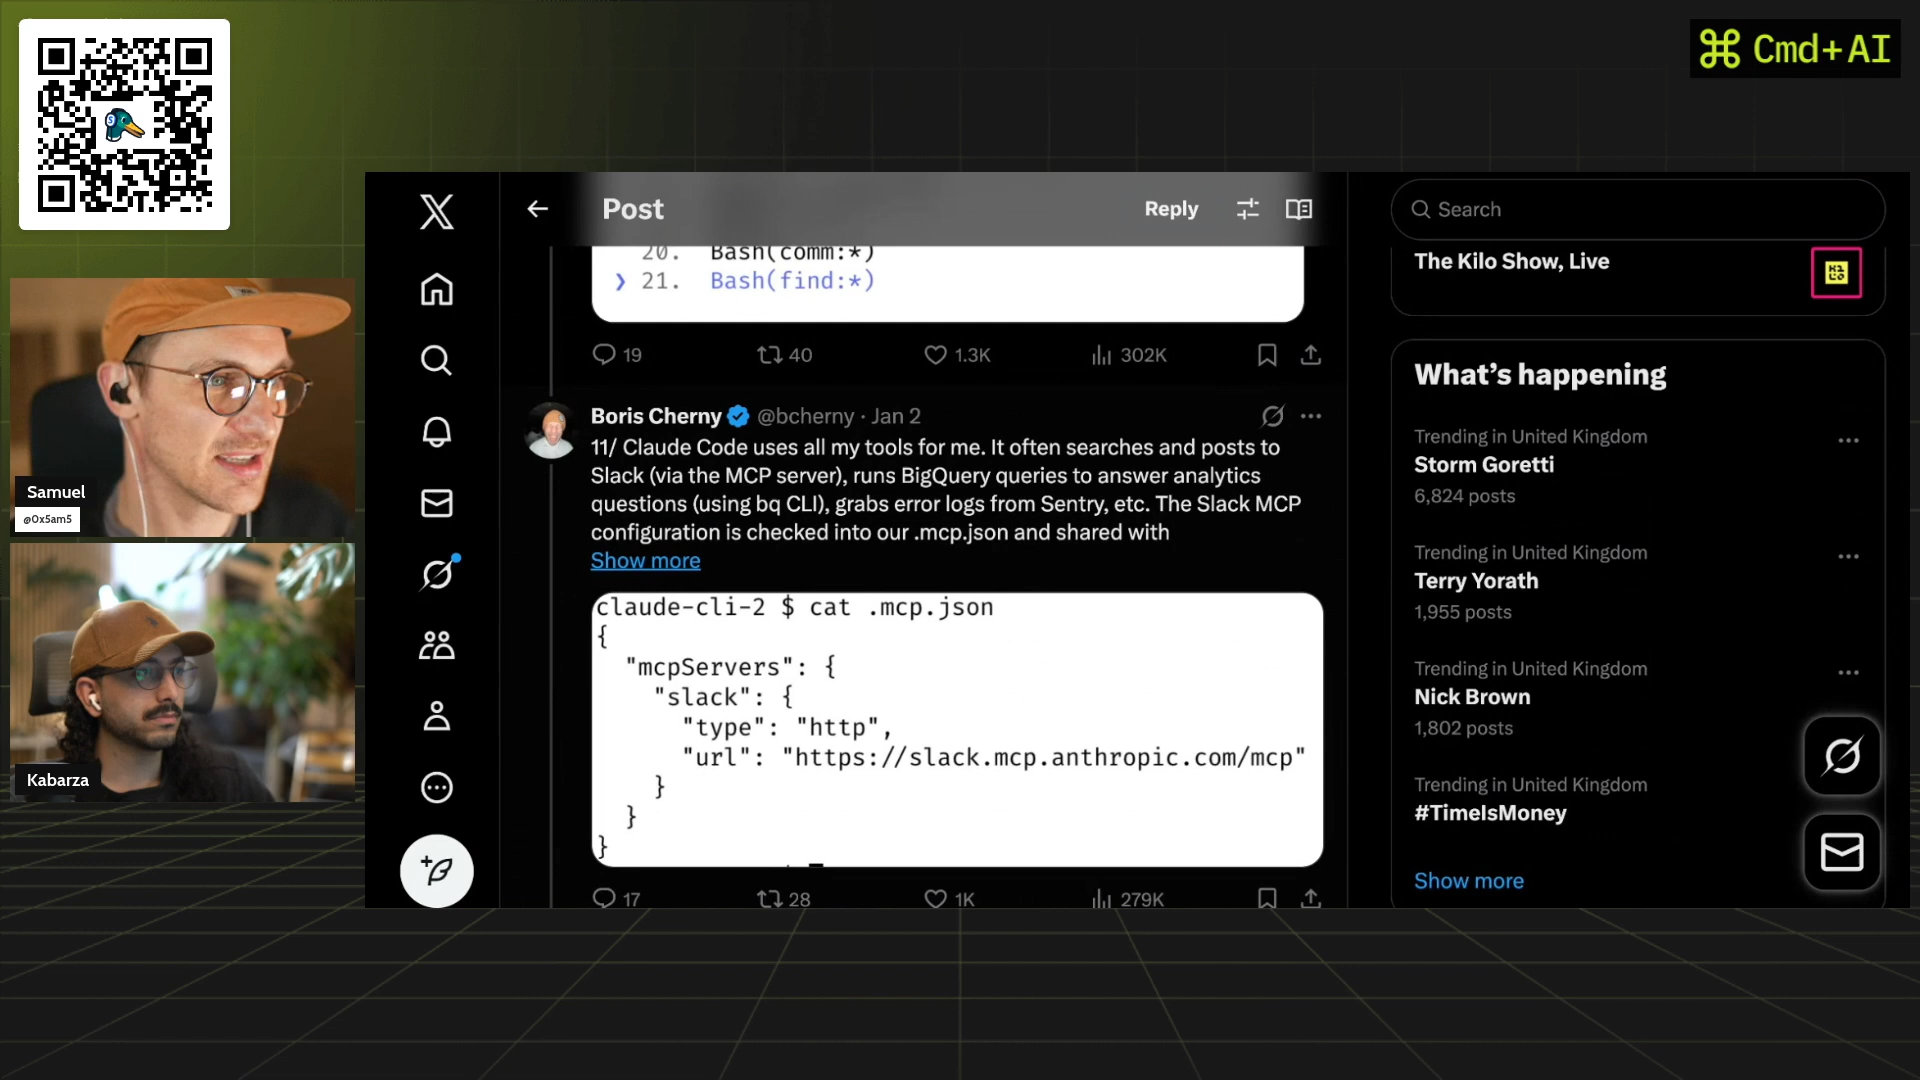 Cmd+AI
Samuel
@0x5am5
Kabarza
Post
Reply
20. Bash(comm:*)
❯ 21. Bash(find:*)
19
40
1.3K
302K
Boris Cherny @bcherny · Jan 2
11/ Claude Code uses all my tools for me. It often searches and posts to
Slack (via the MCP server), runs BigQuery queries to answer analytics
questions (using bq CLI), grabs error logs from Sentry, etc. The Slack MCP
configuration is checked into our .mcp.json and shared with
Show more
claude-cli-2 $ cat .mcp.json
{
"mcpServers": {
"slack": {
"type": "http",
"url": "https://slack.mcp.anthropic.com/mcp"
}
}
}
17
28
1K
279K
Search
The Kilo Show, Live
KILO
What's happening
Trending in United Kingdom
Storm Goretti
6,824 posts
Trending in United Kingdom
Terry Yorath
1,955 posts
Trending in United Kingdom
Nick Brown
1,802 posts
Trending in United Kingdom
#TimeIsMoney
Show more